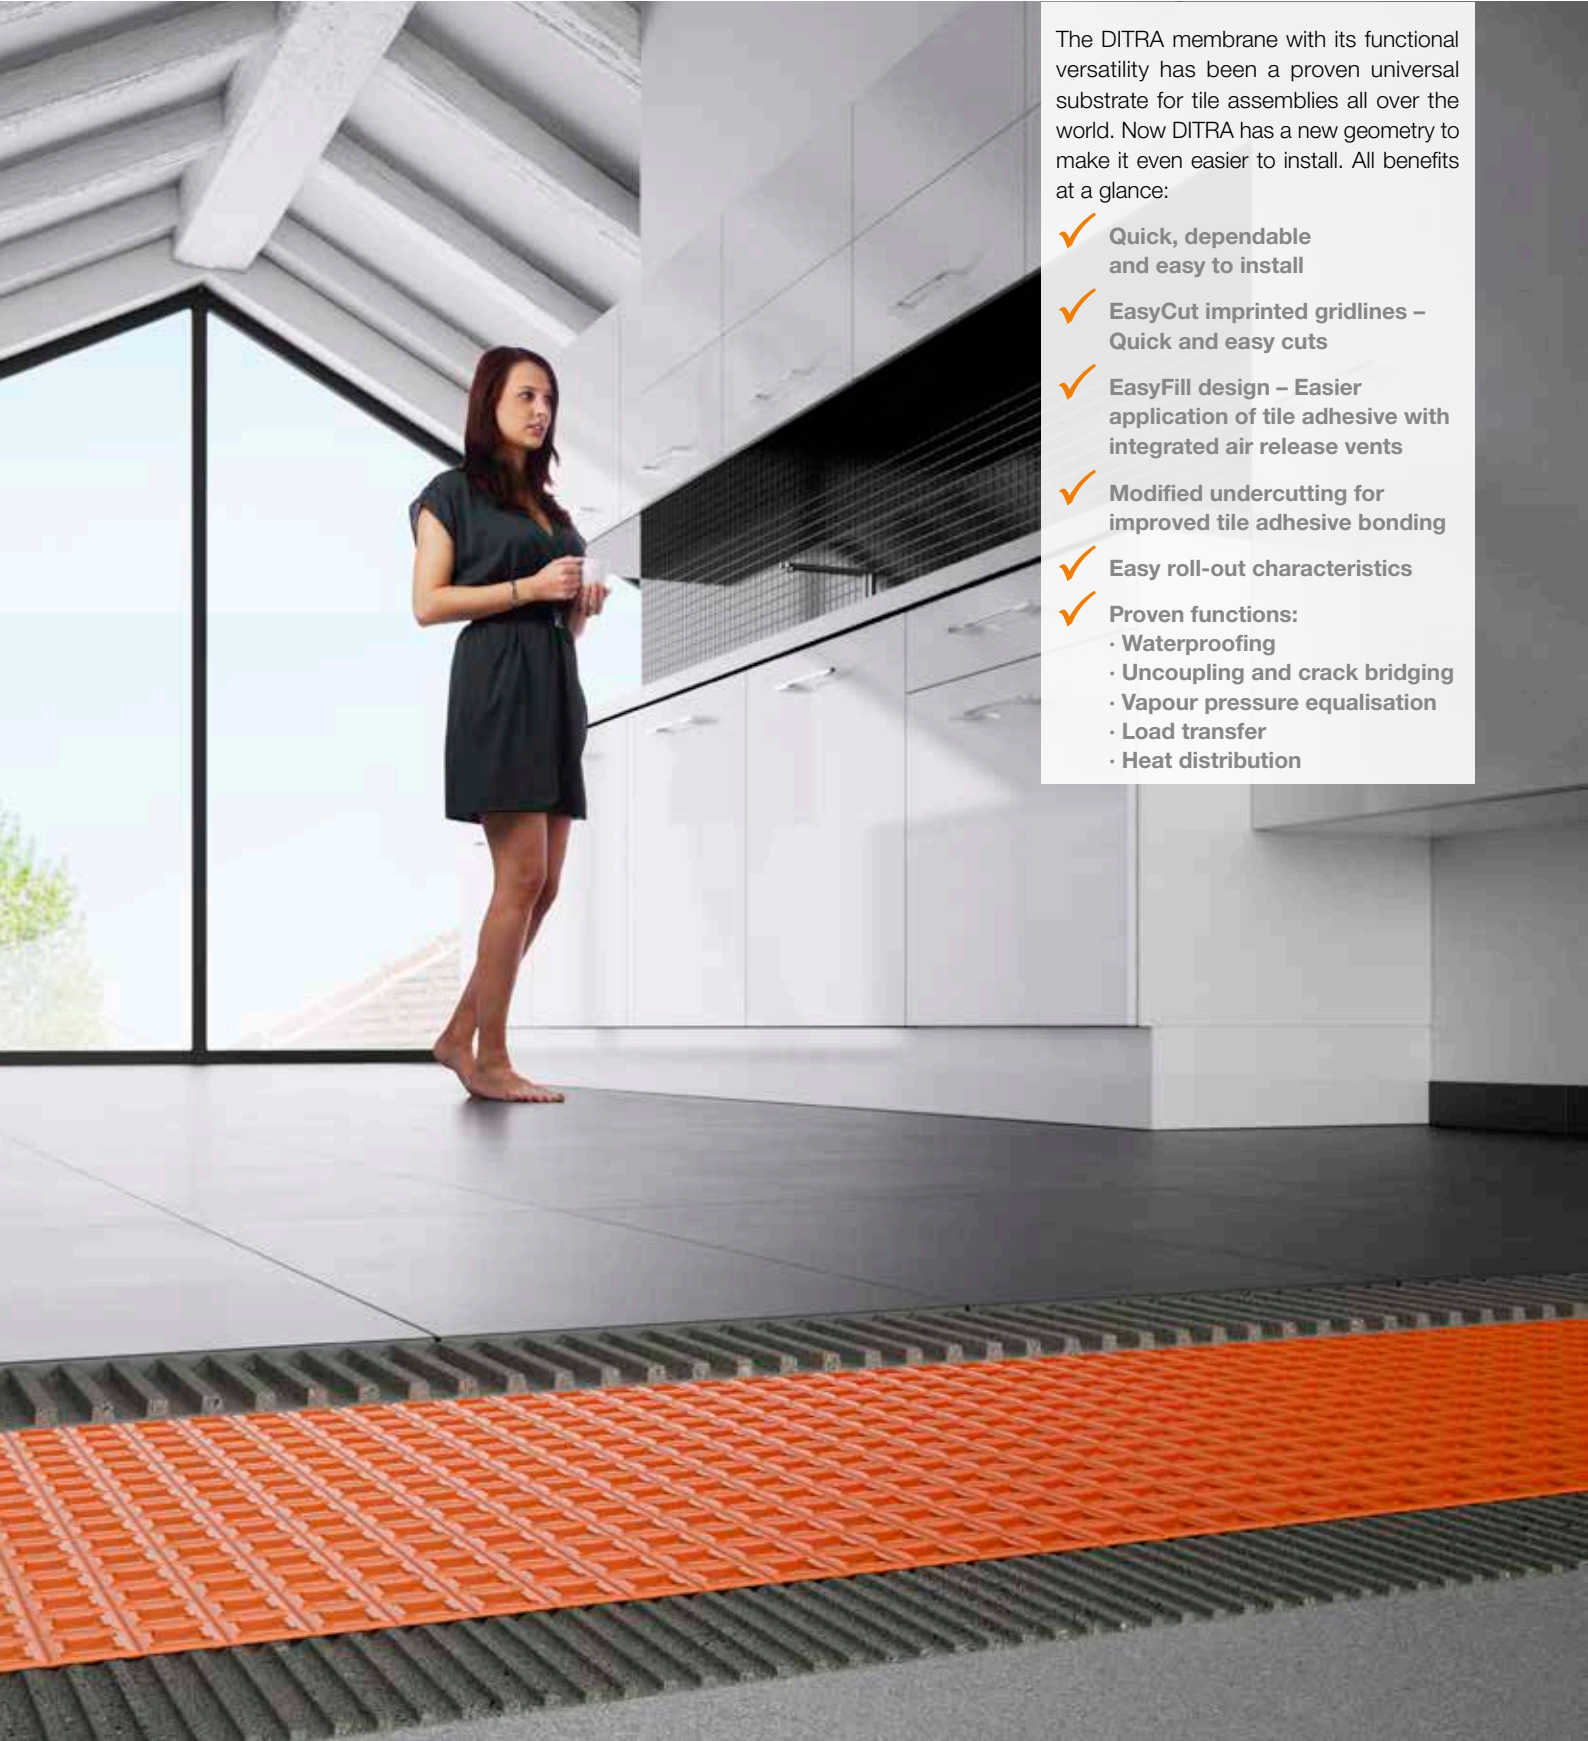 The DITRA membrane with its functional
versatility has been a proven universal
substrate for tile assemblies all over the
world. Now DITRA has a new geometry to
make it even easier to install. All benefits
at a glance:
Quick, dependable
and easy to install
EasyCut imprinted gridlines –
Quick and easy cuts
EasyFill design – Easier
application of tile adhesive with
integrated air release vents
Modified undercutting for
improved tile adhesive bonding
Easy roll-out characteristics
Proven functions:
· Waterproofing
· Uncoupling and crack bridging
· Vapour pressure equalisation
· Load transfer
· Heat distribution